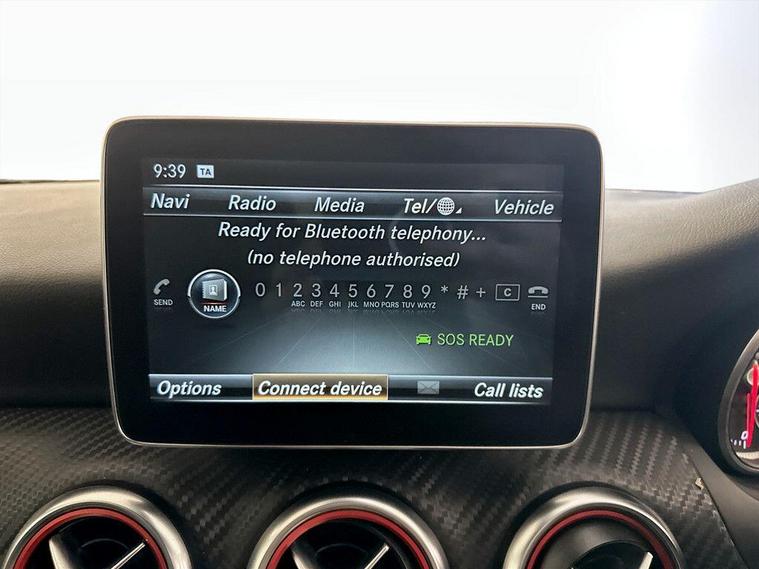 9:39 TA
Navi Radio Media Tel/ Vehicle
Ready for Bluetooth telephony...
(no telephone authorised)
SEND NAME 0 1 2 3 4 5 6 7 8 9 * # + C END
ABC DEF GHI JKL MNO PQRS TUV WXYZ
SOS READY
Options Connect device Call lists
0